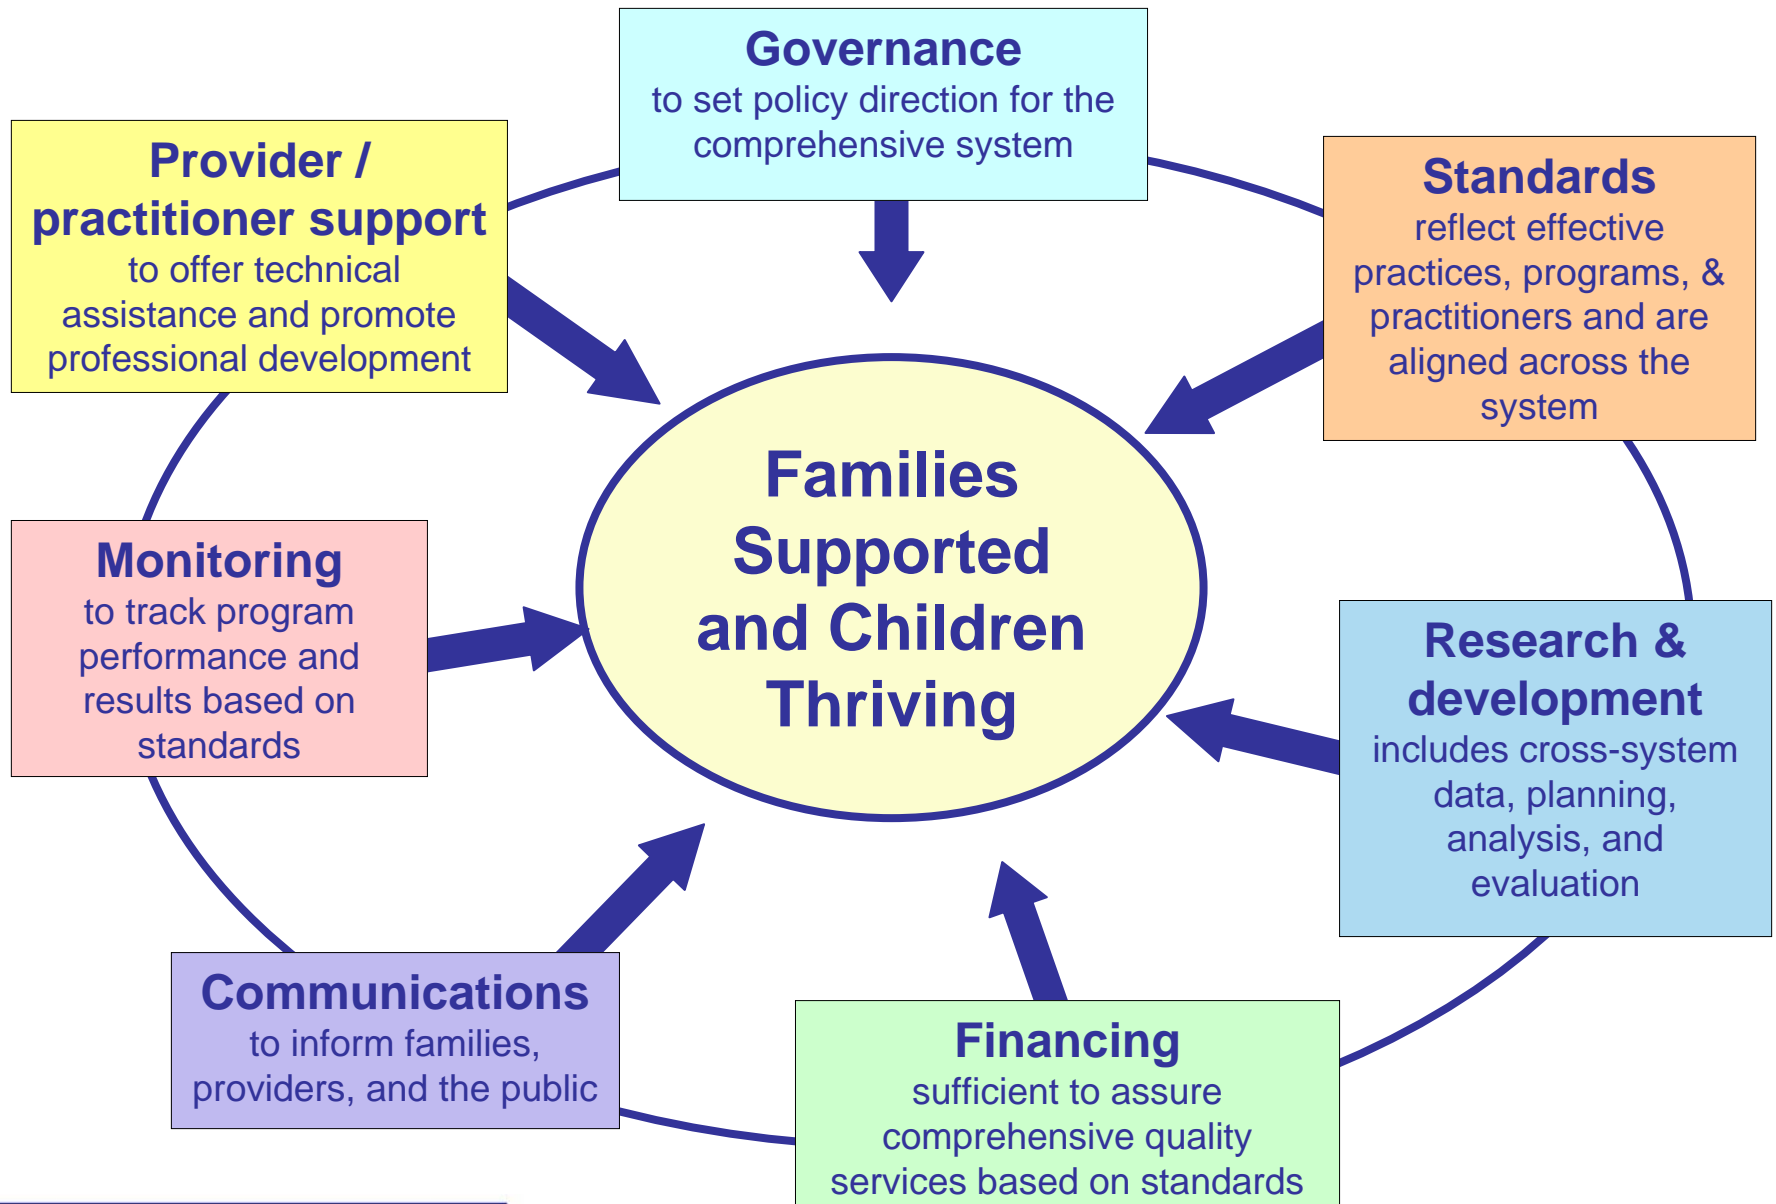 Governance
to set policy direction for the
comprehensive system
Provider /
practitioner support
to offer technical
assistance and promote
professional development
Standards
reflect effective
practices, programs, &
practitioners and are
aligned across the
system
Families
Supported
and Children
Thriving
Monitoring
to track program
performance and
results based on
standards
Research &
development
includes cross-system
data, planning,
analysis, and
evaluation
Communications
to inform families,
providers, and the public
Financing
sufficient to assure
comprehensive quality
services based on standards